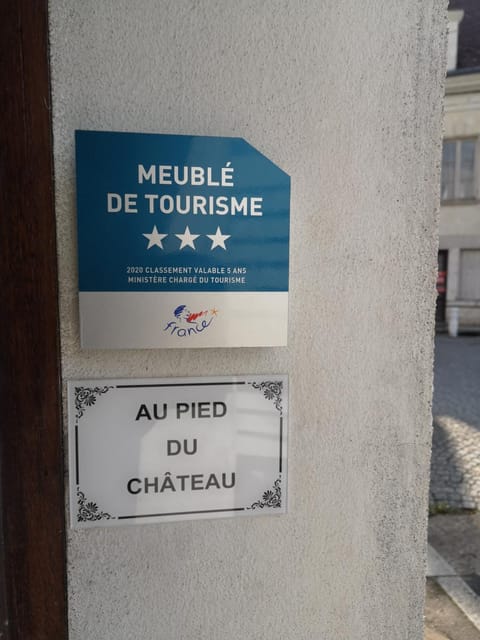 MEUBLÉ
DE TOURISME
2020 CLASSEMENT VALABLE 5 ANS
MINISTÈRE CHARGÉ DU TOURISME
france
AU PIED
DU
CHÂTEAU